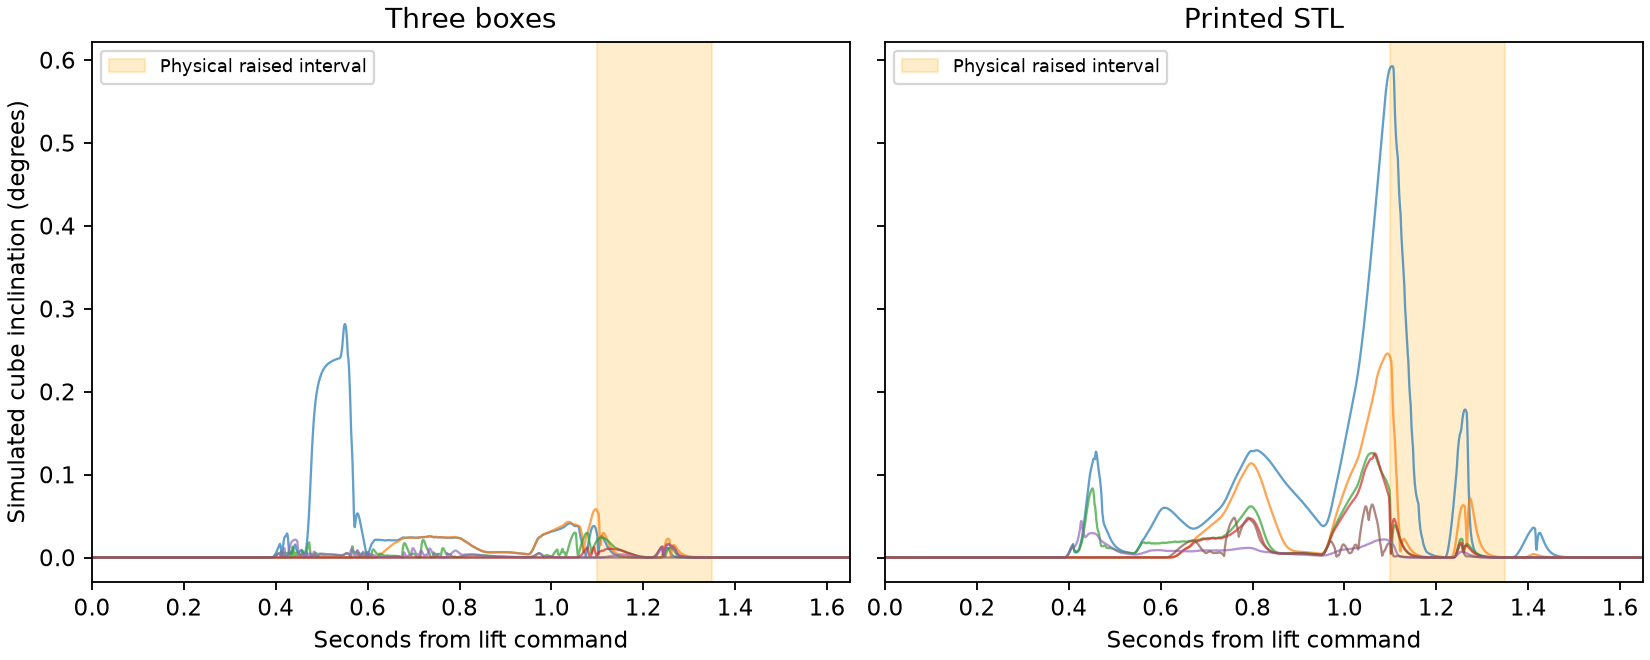 Three boxes
Printed STL
Physical raised interval
Physical raised interval
Simulated cube inclination (degrees)
0.6
0.5
0.4
0.3
0.2
0.1
0.0
0.0 0.2 0.4 0.6 0.8 1.0 1.2 1.4 1.6
0.0 0.2 0.4 0.6 0.8 1.0 1.2 1.4 1.6
Seconds from lift command
Seconds from lift command